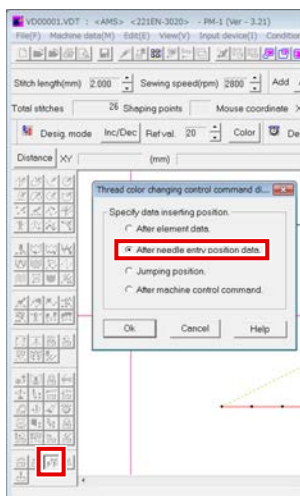 VD00001.VDT : <AMS> <221EN-3020> - PM-1 (Ver - 3.21)
File(F) Machine data(M) Edit(E) View(V) Input device(I) Condition
Stitch length(mm) 2.000 Sewing speed(rpm) 2800 Add
Total stitches 26 Shaping points Mouse coordinate X
Desig. mode Inc/Dec Ref val. 20 Color De
Distance XY (mm)
Thread color changing control command di...
Specify data inserting position.
After element data.
After needle entry position data.
Jumping position.
After machine control command.
Ok Cancel Help